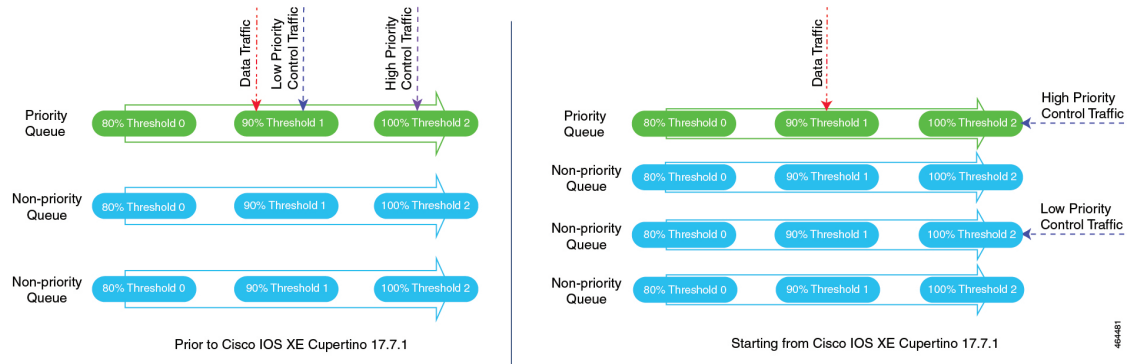 Data Traffic
Low Priority
Control Traffic
High Priority
Control Traffic
Priority
Queue
80% Threshold 0
90% Threshold 1
100% Threshold 2
Non-priority
Queue
80% Threshold 0
90% Threshold 1
100% Threshold 2
Non-priority
Queue
80% Threshold 0
90% Threshold 1
100% Threshold 2
Prior to Cisco IOS XE Cupertino 17.7.1
Data Traffic
Priority
Queue
80% Threshold 0
90% Threshold 1
100% Threshold 2
High Priority
Control Traffic
Non-priority
Queue
80% Threshold 0
90% Threshold 1
100% Threshold 2
Non-priority
Queue
80% Threshold 0
90% Threshold 1
100% Threshold 2
Low Priority
Control Traffic
Non-priority
Queue
80% Threshold 0
90% Threshold 1
100% Threshold 2
Starting from Cisco IOS XE Cupertino 17.7.1
464481